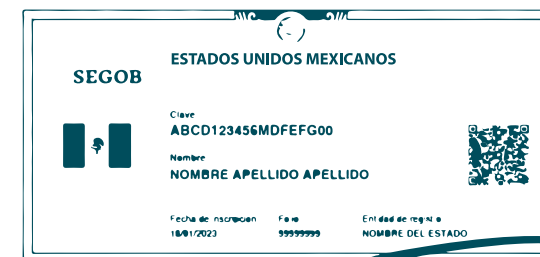 ESTADOS UNIDOS MEXICANOS
SEGOB
Clave
ABCD123456MDFEFG00
Nombre
NOMBRE APELLIDO APELLIDO
Fecha de inscripcion Folio Entidad de registro
18/01/2023 99999999 NOMBRE DEL ESTADO